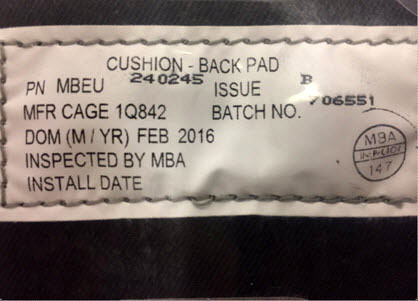 CUSHION - BACK PAD
PN MBEU 240245 ISSUE B
MFR CAGE 1Q842 BATCH NO. 706551
DOM (M / YR) FEB 2016
INSPECTED BY MBA
INSTALL DATE
MBA
147